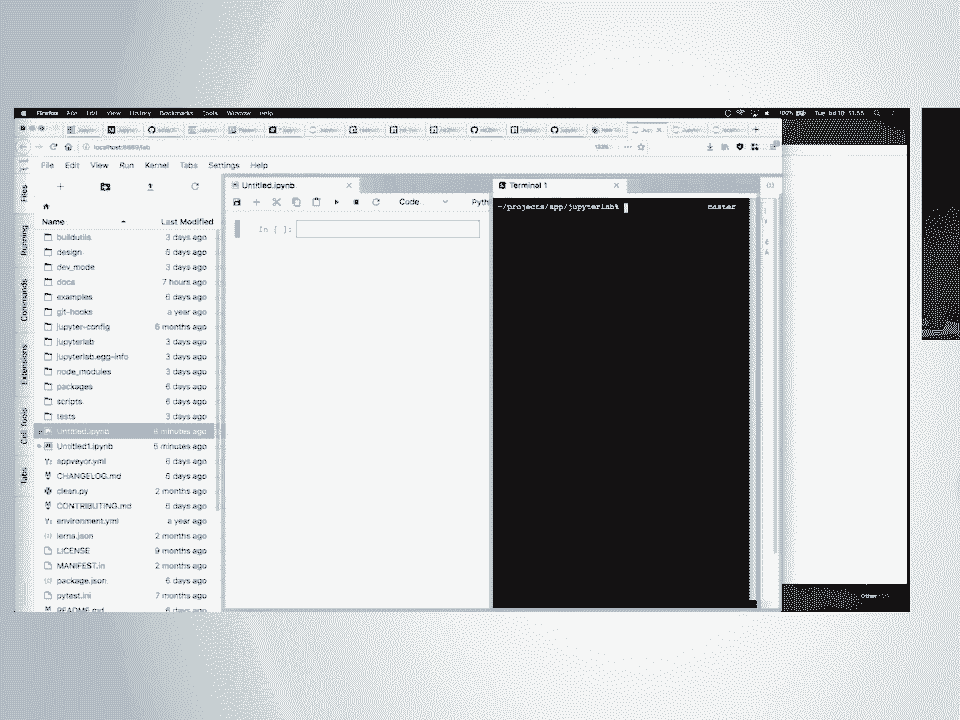 Firefox File Edit View History Bookmarks Tools Window Help
100%
localhost:8889/lab
File Edit View Run Kernel Tabs Settings Help
Untitled.ipynb
Terminal 1
Code
Pyth
~/projects/app/jupyterlab% master
In [ ]:
Files
Running
Commands
Extensions
Cell Tools
Tabs
Name Last Modified
buildutils 3 days ago
design 6 days ago
dev_mode 3 days ago
docs 7 hours ago
examples 6 days ago
git-hooks a year ago
jupyter-config 6 months ago
jupyterlab 3 days ago
jupyterlab.egg-info 3 days ago
node_modules 3 days ago
packages 6 days ago
scripts 6 days ago
tests 3 days ago
Untitled.ipynb minutes ago
Untitled1.ipynb 5 minutes ago
appveyor.yml 6 days ago
CHANGELOG.md 6 days ago
clean.py 2 months ago
CONTRIBUTING.md 6 days ago
environment.yml a year ago
lerna.json 2 months ago
LICENSE 9 months ago
MANIFEST.in 2 months ago
package.json 6 days ago
pytest.ini 7 months ago
README.md 6 days ago
Other